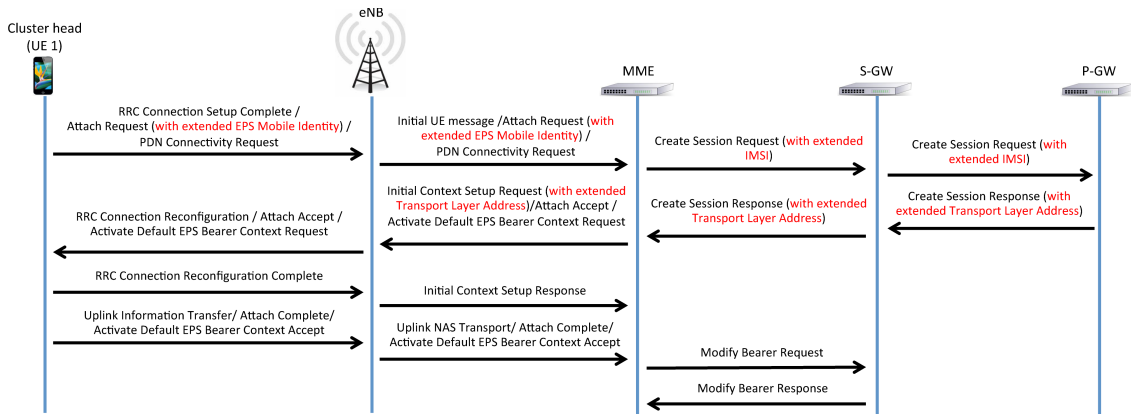 Cluster head
(UE 1)
eNB
MME
S-GW
P-GW
RRC Connection Setup Complete /
Attach Request (with extended EPS Mobile Identity) /
PDN Connectivity Request
Initial UE message /Attach Request (with
extended EPS Mobile Identity) /
PDN Connectivity Request
Create Session Request (with extended
IMSI)
Create Session Request (with
extended IMSI)
Create Session Response (with
extended Transport Layer Address)
Create Session Response (with extended
Transport Layer Address)
Initial Context Setup Request (with extended
Transport Layer Address)/Attach Accept /
Activate Default EPS Bearer Context Request
RRC Connection Reconfiguration / Attach Accept /
Activate Default EPS Bearer Context Request
RRC Connection Reconfiguration Complete
Initial Context Setup Response
Uplink Information Transfer/ Attach Complete/
Activate Default EPS Bearer Context Accept
Uplink NAS Transport/ Attach Complete/
Activate Default EPS Bearer Context Accept
Modify Bearer Request
Modify Bearer Response